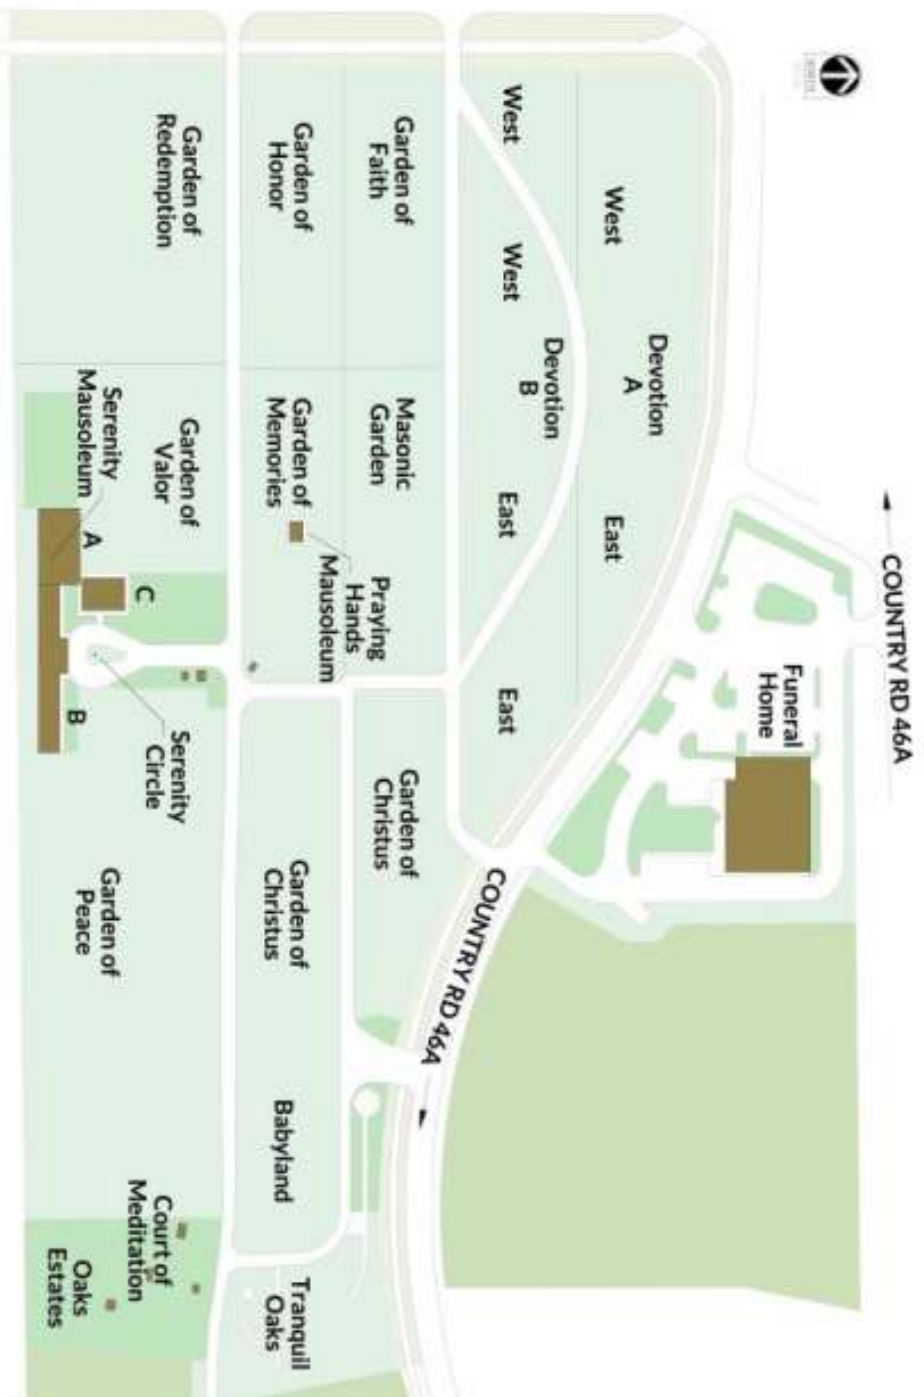 COUNTRY RD 46A
Funeral
Home
Devotion
A
West
East
Devotion
B
West
West
East
East
COUNTRY RD 46A
Garden of
Faith
Masonic
Garden
Praying
Hands
Mausoleum
Garden of
Christus
Garden of
Honor
Garden of
Memories
Garden of
Christus
Babyland
Tranquil
Oaks
Garden of
Redemption
Garden of
Valor
Serenity
Circle
Court of
Meditation
C
Serenity
Mausoleum
A
B
Garden of
Peace
Oaks
Estates